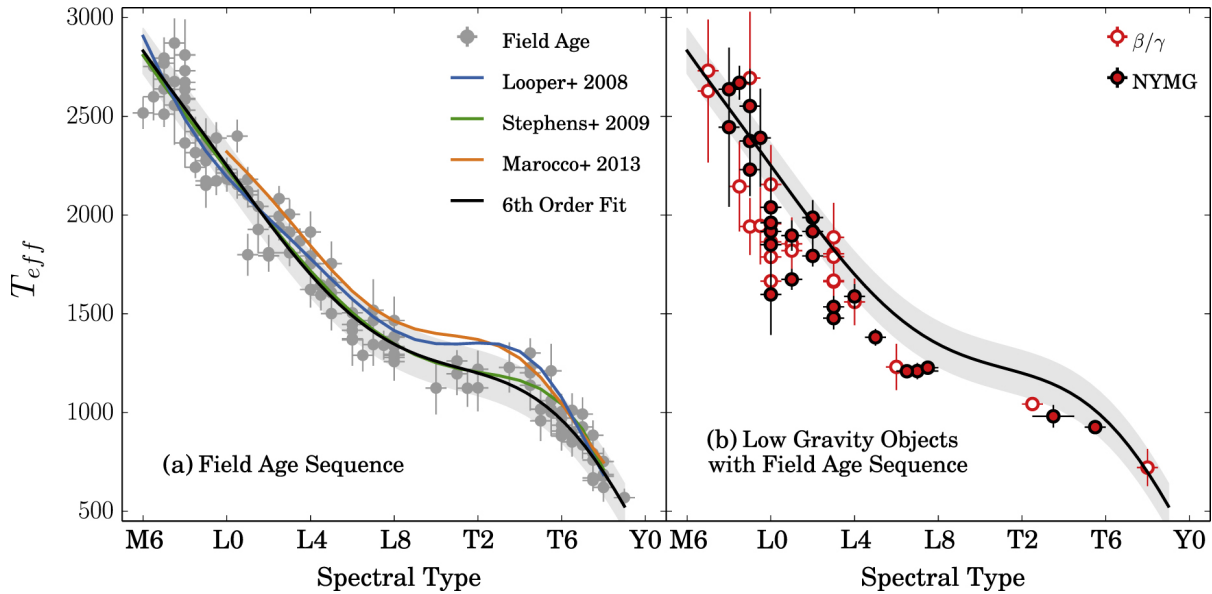 3000
2500
2000
1500
1000
500
T_eff
Field Age
Looper+ 2008
Stephens+ 2009
Marocco+ 2013
6th Order Fit
(a) Field Age Sequence
M6 L0 L4 L8 T2 T6 Y0
Spectral Type
β/γ
NYMG
(b) Low Gravity Objects
with Field Age Sequence
M6 L0 L4 L8 T2 T6 Y0
Spectral Type